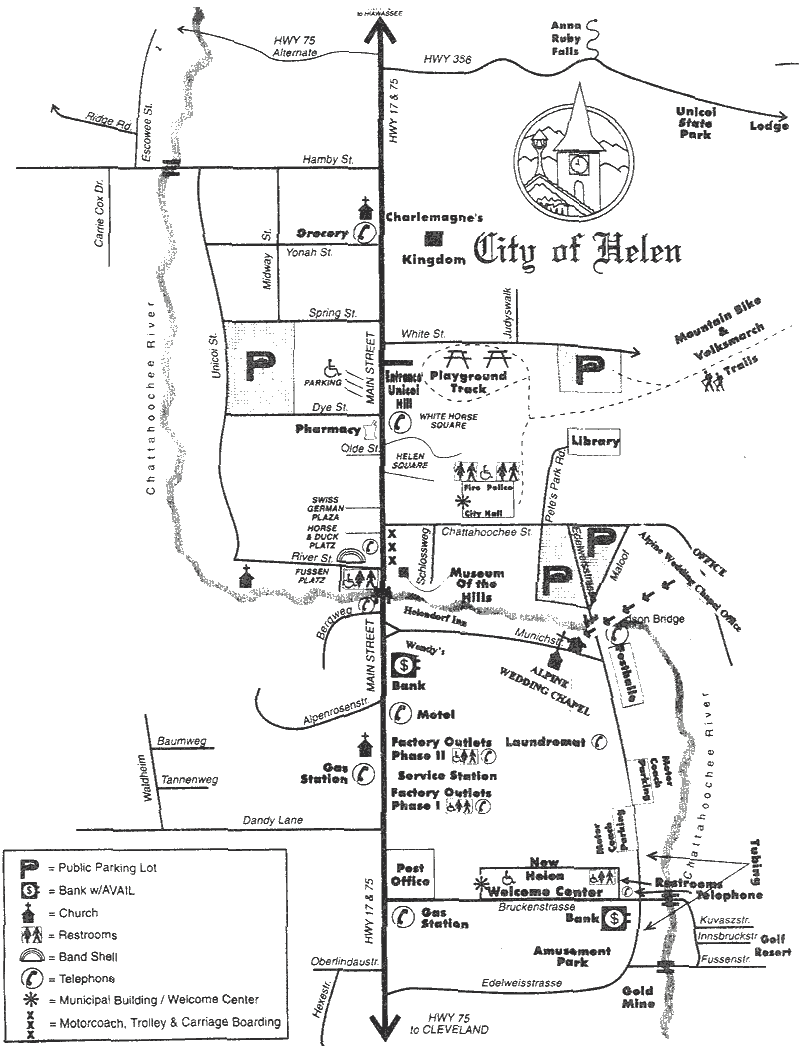 to HIAWASSEE
HWY 75
Alternate
HWY 356
Anna
Ruby
Falls
Unicoi
State
Park
Lodge
Ridge Rd.
Escowee St.
HWY 17 & 75
Hamby St.
Carrie Cox Dr.
Grocery
Charlemagne's
Kingdom
City of Helen
Midway St.
Yonah St.
Spring St.
White St.
Judyswalk
Mountain Bike
&
Volksmarch
Trails
Chattahoochee River
Unicoi St.
P
PARKING
MAIN STREET
Entrance
Unicoi
Hill
Playground
Track
P
Dye St.
Pharmacy
WHITE HORSE
SQUARE
Olde St.
HELEN
SQUARE
Library
Pete's Park Rd.
Fire Police
City Hall
SWISS
GERMAN
PLAZA
HORSE
& DUCK
PLATZ
River St.
FUSSEN
PLATZ
X
X
X
Schlossweg
Chattahoochee St.
Edelweisstrasse
P
P
Maloof
OFFICE
Alpine Wedding Chapel Office
Museum
Of the
Hills
Bergweg
Helendorf Inn
Munichstr.
dson Bridge
Festhalle
MAIN STREET
Wendy's
Bank
ALPINE
WEDDING CHAPEL
Alpenrosenstr.
Motel
Factory Outlets
Phase II
Laundromat
Gas
Station
Service Station
Factory Outlets
Phase I
Waldheim
Baumweg
Tannenweg
Dandy Lane
Motor
Coach
Parking
Motor
Coach
Parking
Chattahoochee River
Tubing
Post
Office
New
Helen
Welcome Center
Restrooms
Telephone
Bruckenstrasse
HWY 17 & 75
Gas
Station
Bank
Amusement
Park
Kuvaszstr.
Innsbruckstr.
Fussenstr.
Golf
Resort
Oberlindaustr.
Hexestr.
Edelweisstrasse
Gold
Mine
HWY 75
to CLEVELAND
P = Public Parking Lot
$ = Bank w/AVAIL
= Church
= Restrooms
= Band Shell
= Telephone
= Municipal Building / Welcome Center
X
X
X = Motorcoach, Trolley & Carriage Boarding